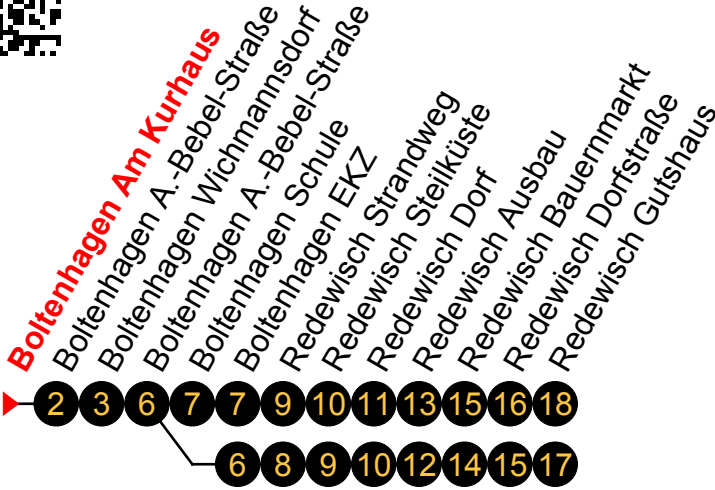 Boltenhagen Am Kurhaus
Boltenhagen A.-Bebel-Straße
Boltenhagen Wichmannsdorf
Boltenhagen A.-Bebel-Straße
Boltenhagen Schule
Boltenhagen EKZ
Redewisch Strandweg
Redewisch Steilküste
Redewisch Dorf
Redewisch Ausbau
Redewisch Bauernmarkt
Redewisch Dorfstraße
Redewisch Gutshaus
2 3 6 7 7 9 10 11 13 15 16 18
6 8 9 10 12 14 15 17